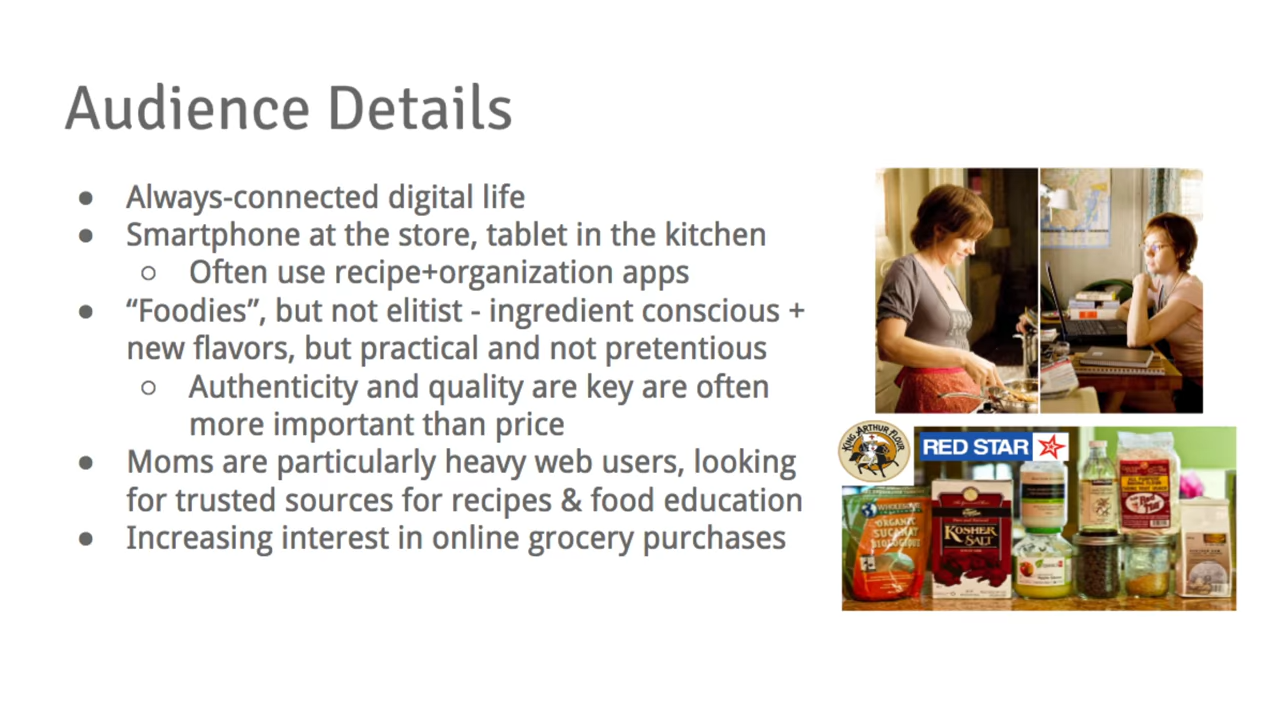 Audience Details
● Always-connected digital life
● Smartphone at the store, tablet in the kitchen
○ Often use recipe+organization apps
● “Foodies”, but not elitist - ingredient conscious +
new flavors, but practical and not pretentious
○ Authenticity and quality are key are often
more important than price
● Moms are particularly heavy web users, looking
for trusted sources for recipes & food education
● Increasing interest in online grocery purchases
KING ARTHUR FLOUR
RED STAR
ORGANIC
SUCANAT
KOSHER
SALT